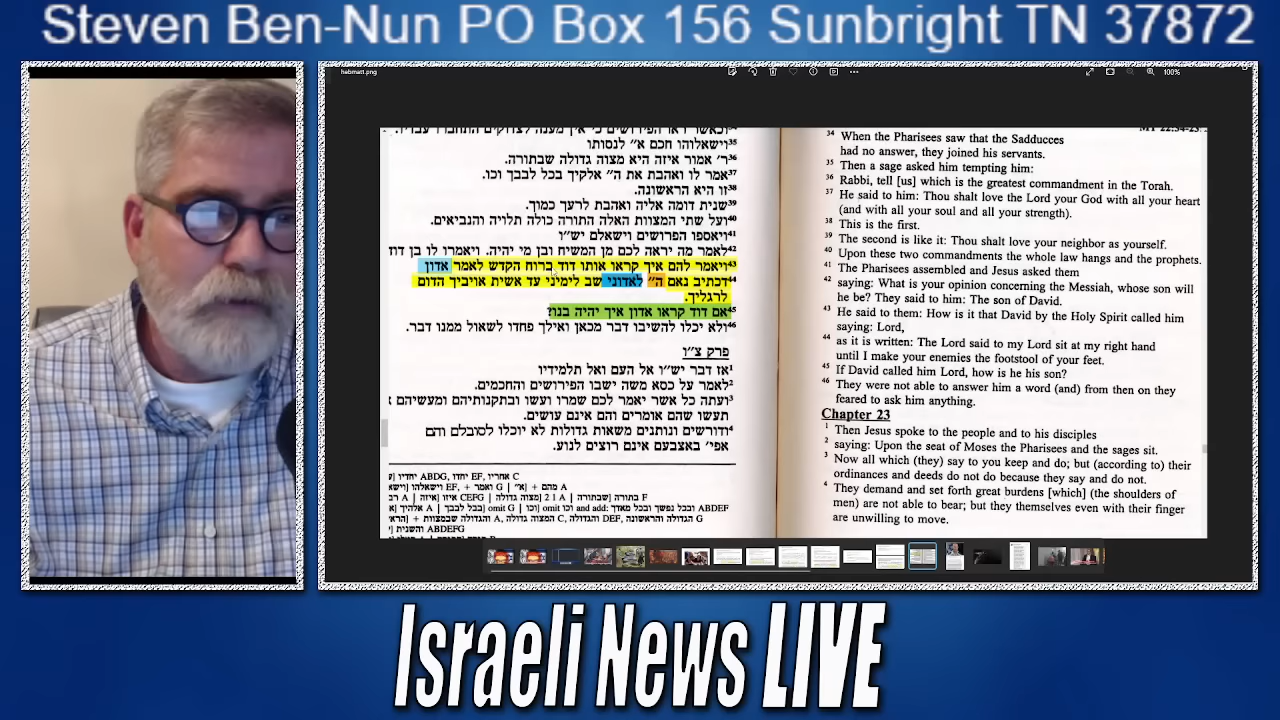 Steven Ben-Nun PO Box 156 Sunbright TN 37872
hebmatt.png
100%
³⁵וישאלוהו חכם א״ לנסותו
³⁶ר׳ אמור איזה היא מצוה גדולה שבתורה.
³⁷אמר לו ואהבת את ה״ אלקיך בכל לבבך וכו.
³⁸זו היא הראשונה.
³⁹שנית דומה אליה ואהבת לרעך כמוך.
⁴⁰ועל שתי המצוות האלה התורה כולה תלויה והנביאים.
⁴¹ויאספו הפרושים וישאלם יש״ו
⁴²לאמר מה יראה לכם מן המשיח ובן מי יהיה. ויאמרו לו בן דוד
⁴³ויאמר להם איך קראו אותו דוד ברוח הקדש לאמר אדון
⁴⁴דכתיב נאם ה״ לאדוני שב לימיני עד אשית אויביך הדום
לרגליך.
⁴⁵אם דוד קראו אדון איך יהיה בנו?
⁴⁶ולא יכלו להשיבו דבר מכאן ואילך פחדו לשאול ממנו דבר.
פרק צ״ו
¹אז דבר יש״ו אל העם ואל תלמידיו
²לאמר על כסא משה ישבו הפירושים והחכמים.
³ועתה כל אשר יאמר לכם שמרו ועשו ובתקנותיהם ומעשיהם
תעשו שהם אומרים והם אינם עושים.
⁴ודורשים ונותנים משאות גדולות לא יוכלו לסובלם והם
אפי׳ באצבעם אינם רוצים לנוע.
34 When the Pharisees saw that the Sadducees
had no answer, they joined his servants.
35 Then a sage asked him tempting him:
36 Rabbi, tell [us] which is the greatest commandment in the Torah.
37 He said to him: Thou shalt love the Lord your God with all your heart
(and with all your soul and all your strength).
38 This is the first.
39 The second is like it: Thou shalt love your neighbor as yourself.
40 Upon these two commandments the whole law hangs and the prophets.
41 The Pharisees assembled and Jesus asked them
42 saying: What is your opinion concerning the Messiah, whose son will
he be? They said to him: The son of David.
43 He said to them: How is it that David by the Holy Spirit called him
saying: Lord,
44 as it is written: The Lord said to my Lord sit at my right hand
until I make your enemies the footstool of your feet.
45 If David called him Lord, how is he his son?
46 They were not able to answer him a word (and) from then on they
feared to ask him anything.
Chapter 23
1 Then Jesus spoke to the people and to his disciples
2 saying: Upon the seat of Moses the Pharisees and the sages sit.
3 Now all which (they) say to you keep and do; but (according to) their
ordinances and deeds do not do because they say and do not.
4 They demand and set forth great burdens [which] (the shoulders of
men) are not able to bear; but they themselves even with their finger
are unwilling to move.
Israeli News LIVE